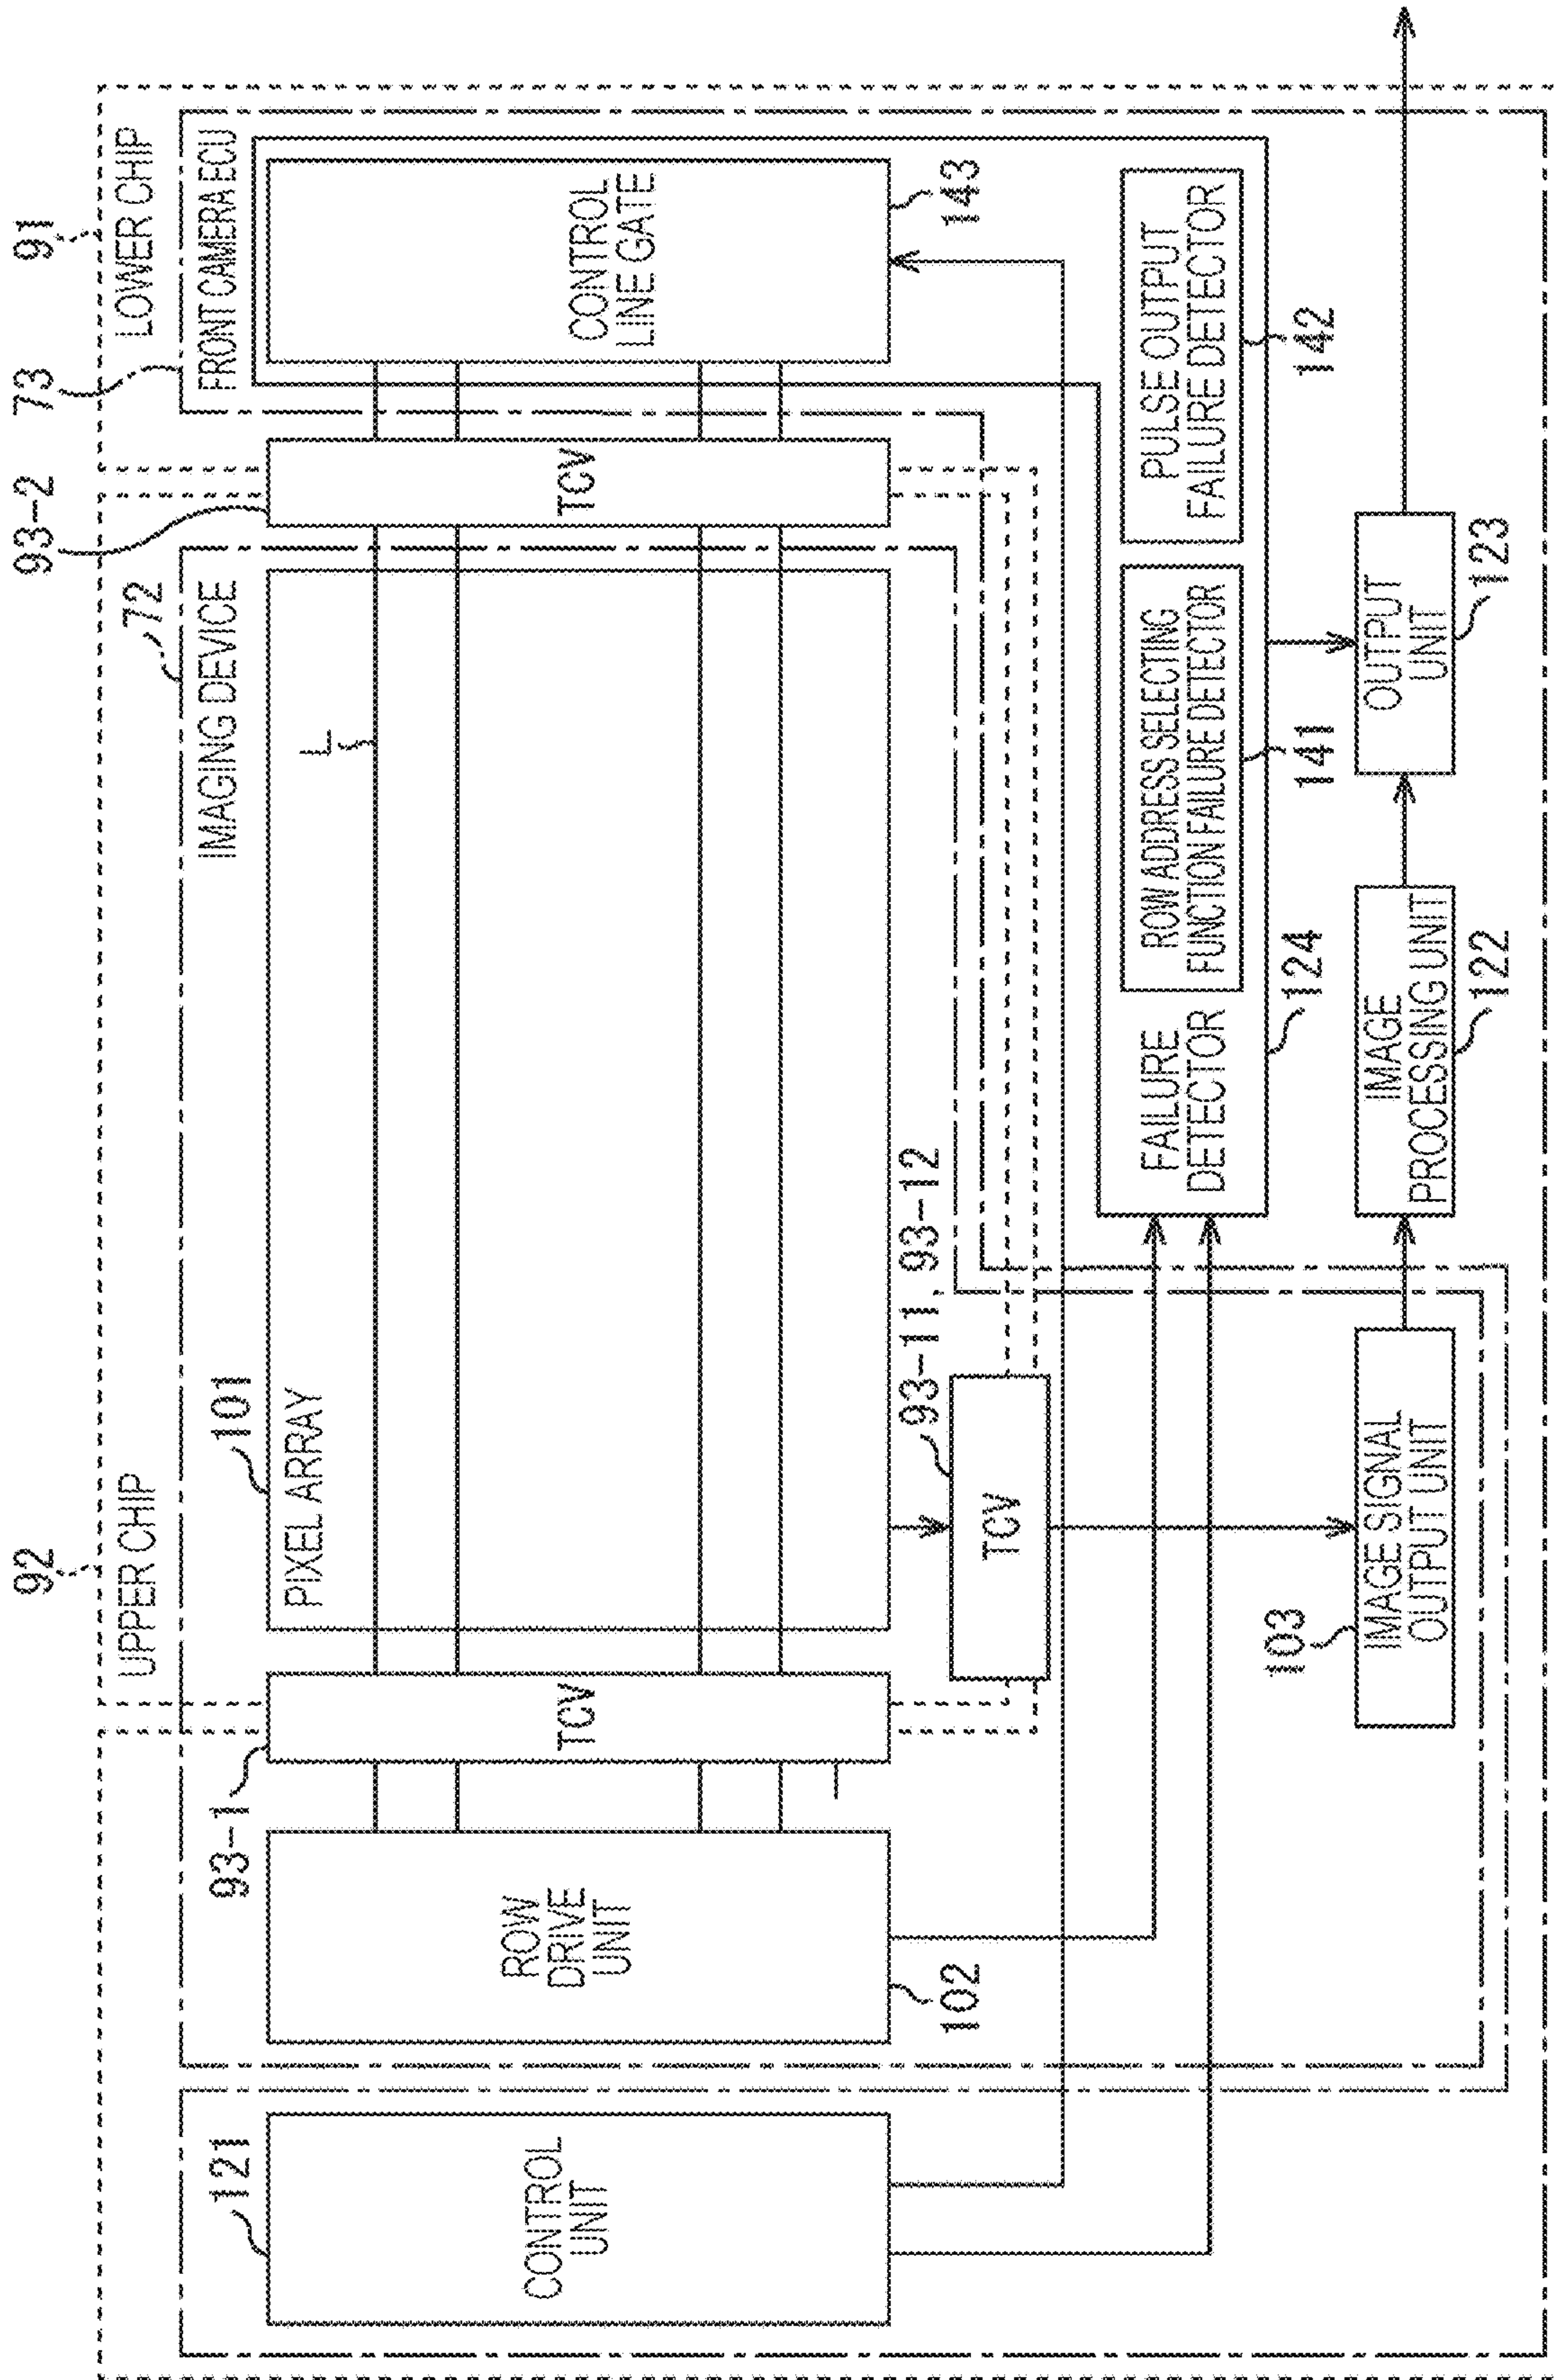 92
91
UPPER CHIP
LOWER CHIP
93-2
73
72
121
93-1
101
IMAGING DEVICE
FRONT CAMERA ECU
PIXEL ARRAY
L
CONTROL
UNIT
ROW
DRIVE
UNIT
TCV
TCV
CONTROL
LINE GATE
102
93-11, 93-12
143
TCV
FAILURE
DETECTOR
ROW ADDRESS SELECTING
FUNCTION FAILURE DETECTOR
PULSE OUTPUT
FAILURE DETECTOR
124
141
142
103
IMAGE SIGNAL
OUTPUT UNIT
IMAGE
PROCESSING UNIT
OUTPUT
UNIT
122
123